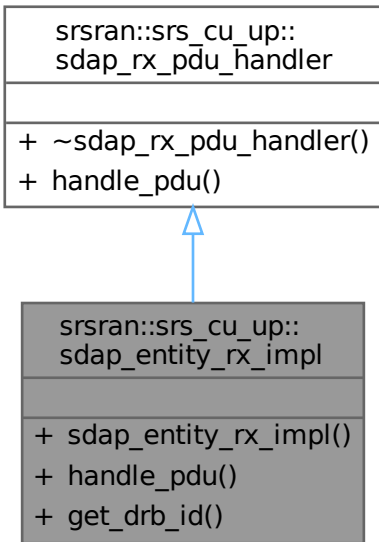 srsran::srs_cu_up::
sdap_rx_pdu_handler
+ ~sdap_rx_pdu_handler()
+ handle_pdu()
srsran::srs_cu_up::
sdap_entity_rx_impl
+ sdap_entity_rx_impl()
+ handle_pdu()
+ get_drb_id()